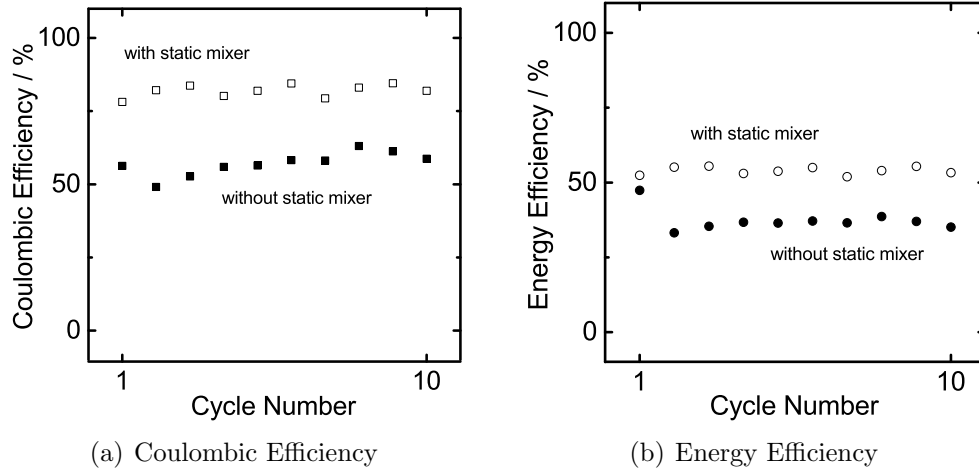 100
50
0
Coulombic Efficiency / %
with static mixer
without static mixer
1
10
Cycle Number
(a) Coulombic Efficiency
100
50
0
Energy Efficiency / %
with static mixer
without static mixer
1
10
Cycle Number
(b) Energy Efficiency